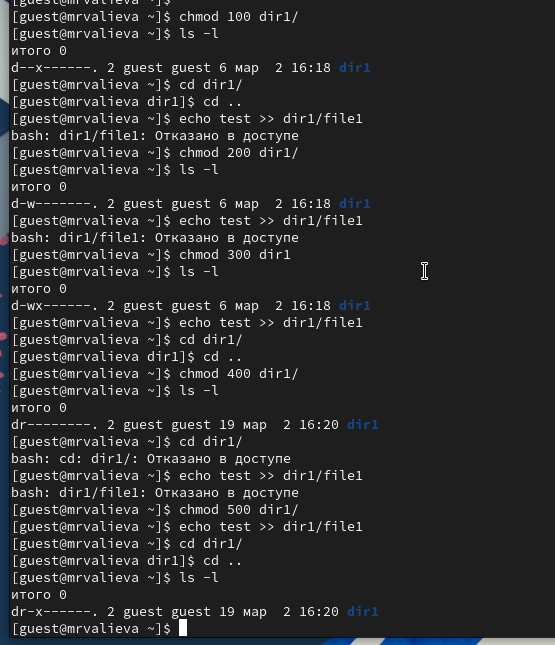 [guest@mrvalieva ~]$ chmod 100 dir1/
[guest@mrvalieva ~]$ ls -l
итого 0
d--x------. 2 guest guest 6 мар  2 16:18 dir1
[guest@mrvalieva ~]$ cd dir1/
[guest@mrvalieva dir1]$ cd ..
[guest@mrvalieva ~]$ echo test >> dir1/file1
bash: dir1/file1: Отказано в доступе
[guest@mrvalieva ~]$ chmod 200 dir1/
[guest@mrvalieva ~]$ ls -l
итого 0
d-w-------. 2 guest guest 6 мар  2 16:18 dir1
[guest@mrvalieva ~]$ echo test >> dir1/file1
bash: dir1/file1: Отказано в доступе
[guest@mrvalieva ~]$ chmod 300 dir1
[guest@mrvalieva ~]$ ls -l
итого 0
d-wx------. 2 guest guest 6 мар  2 16:18 dir1
[guest@mrvalieva ~]$ echo test >> dir1/file1
[guest@mrvalieva ~]$ cd dir1/
[guest@mrvalieva dir1]$ cd ..
[guest@mrvalieva ~]$ chmod 400 dir1/
[guest@mrvalieva ~]$ ls -l
итого 0
dr--------. 2 guest guest 19 мар  2 16:20 dir1
[guest@mrvalieva ~]$ cd dir1/
bash: cd: dir1/: Отказано в доступе
[guest@mrvalieva ~]$ echo test >> dir1/file1
bash: dir1/file1: Отказано в доступе
[guest@mrvalieva ~]$ chmod 500 dir1/
[guest@mrvalieva ~]$ echo test >> dir1/file1
[guest@mrvalieva ~]$ cd dir1/
[guest@mrvalieva dir1]$ cd ..
[guest@mrvalieva ~]$ ls -l
итого 0
dr-x------. 2 guest guest 19 мар  2 16:20 dir1
[guest@mrvalieva ~]$